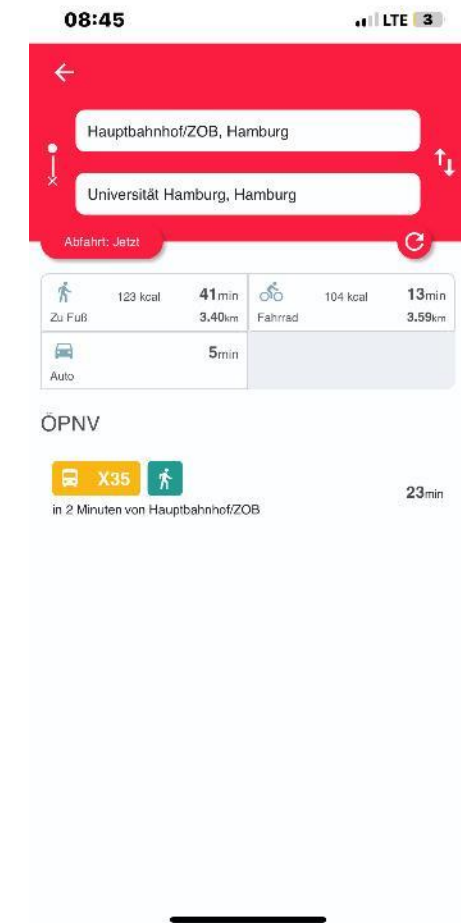 08:45 LTE 3
Hauptbahnhof/ZOB, Hamburg
Universität Hamburg, Hamburg
Abfahrt: Jetzt
123 kcal 41min 104 kcal 13min
Zu Fuß 3.40km Fahrrad 3.59km
5min
Auto
ÖPNV
X35
23min
in 2 Minuten von Hauptbahnhof/ZOB